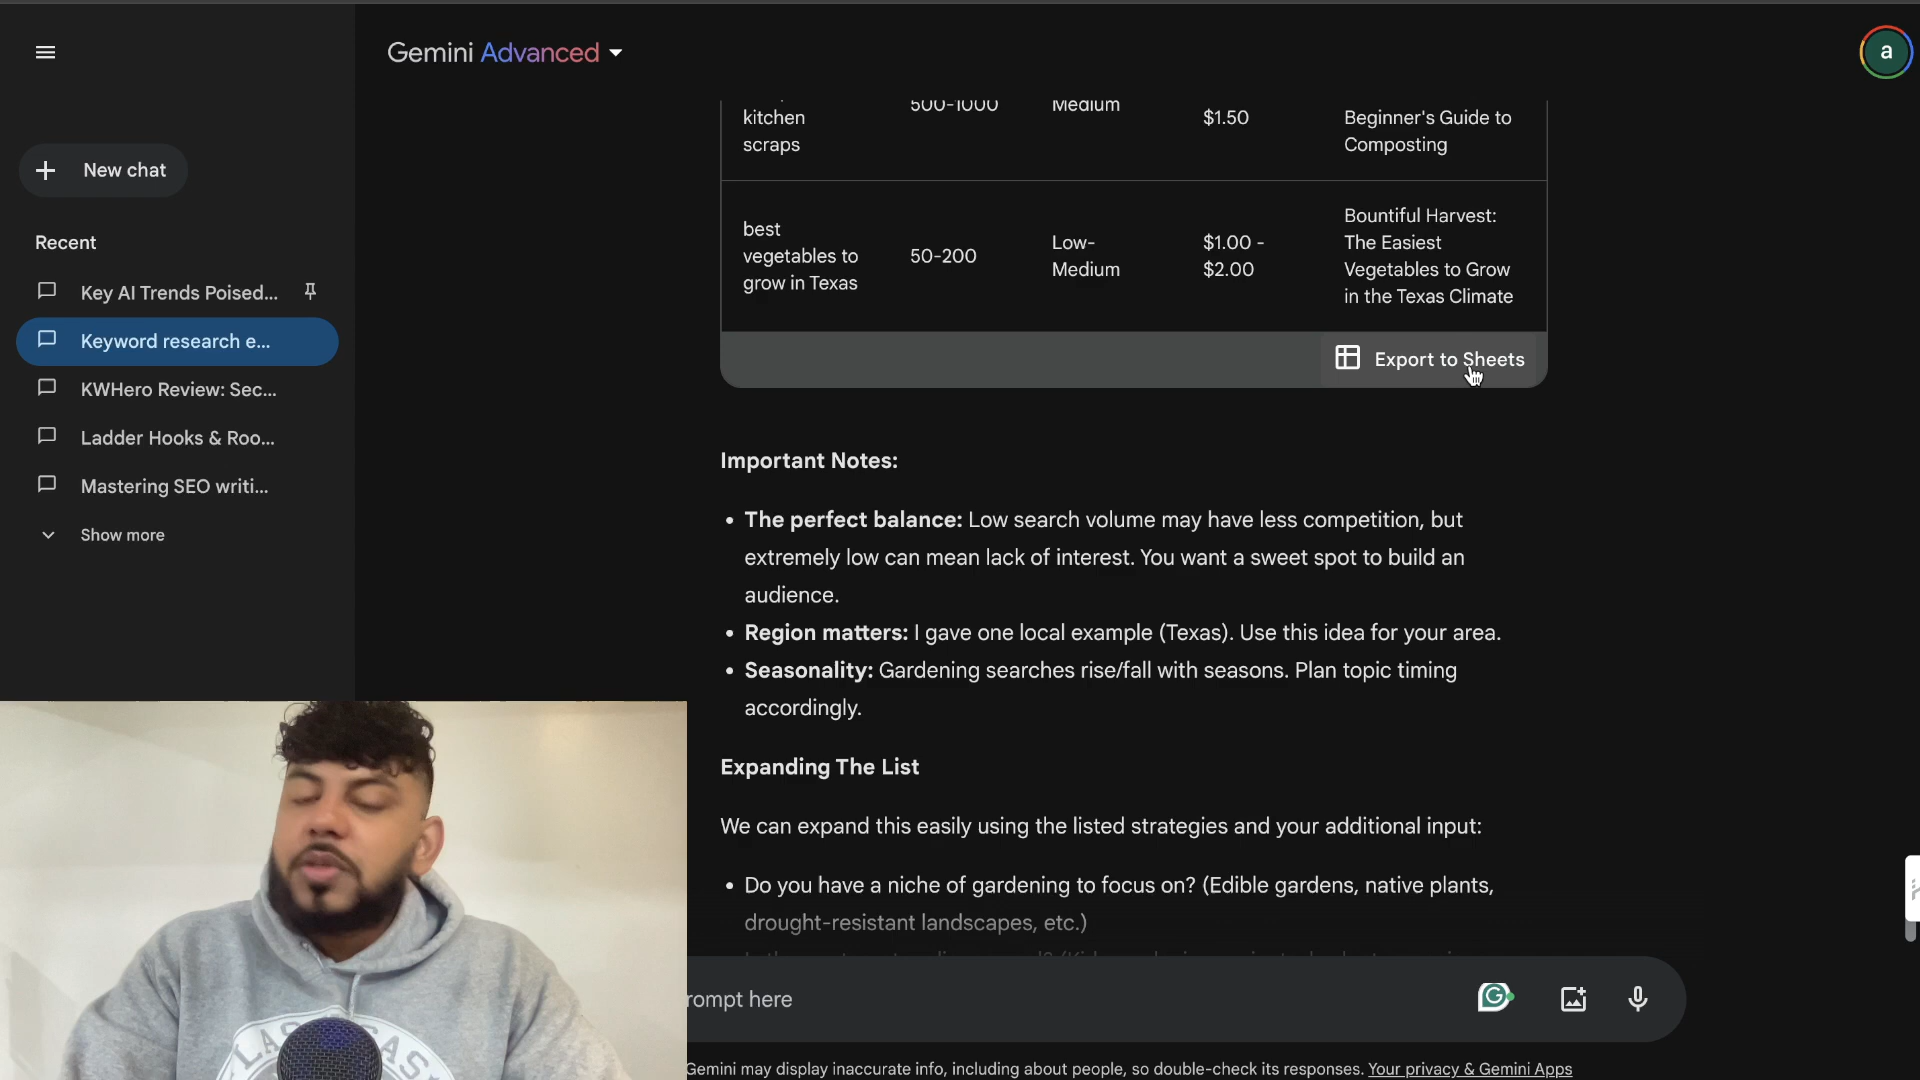 Gemini Advanced
a
New chat
Recent
Key AI Trends Poised...
Keyword research e...
KWHero Review: Sec...
Ladder Hooks & Roo...
Mastering SEO writi...
Show more
kitchen
scraps
500-1000
Medium
$1.50
Beginner's Guide to
Composting
best
vegetables to
grow in Texas
50-200
Low-
Medium
$1.00 -
$2.00
Bountiful Harvest:
The Easiest
Vegetables to Grow
in the Texas Climate
Export to Sheets
Important Notes:
• The perfect balance: Low search volume may have less competition, but
extremely low can mean lack of interest. You want a sweet spot to build an
audience.
• Region matters: I gave one local example (Texas). Use this idea for your area.
• Seasonality: Gardening searches rise/fall with seasons. Plan topic timing
accordingly.
Expanding The List
We can expand this easily using the listed strategies and your additional input:
• Do you have a niche of gardening to focus on? (Edible gardens, native plants,
drought-resistant landscapes, etc.)
rompt here
Gemini may display inaccurate info, including about people, so double-check its responses. Your privacy & Gemini Apps